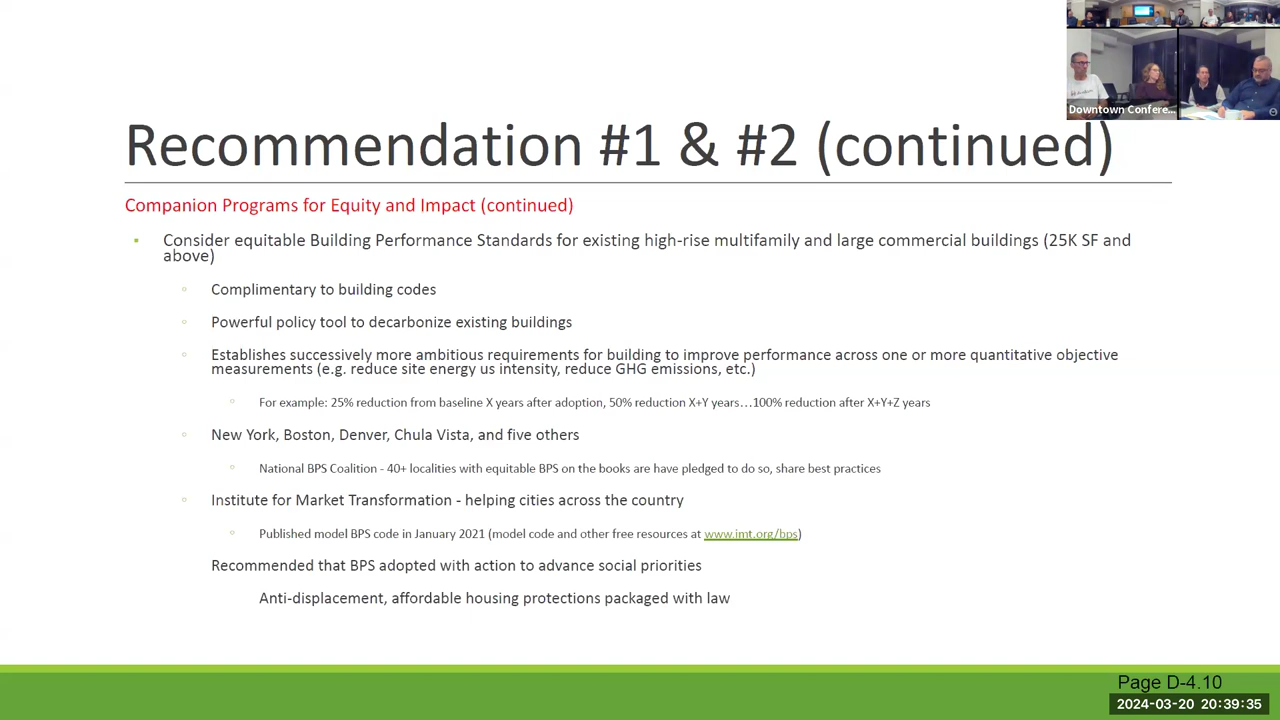 Downtown Confere...
Recommendation #1 & #2 (continued)
Companion Programs for Equity and Impact (continued)
Consider equitable Building Performance Standards for existing high-rise multifamily and large commercial buildings (25K SF and
above)
Complimentary to building codes
Powerful policy tool to decarbonize existing buildings
Establishes successively more ambitious requirements for building to improve performance across one or more quantitative objective
measurements (e.g. reduce site energy us intensity, reduce GHG emissions, etc.)
For example: 25% reduction from baseline X years after adoption, 50% reduction X+Y years…100% reduction after X+Y+Z years
New York, Boston, Denver, Chula Vista, and five others
National BPS Coalition - 40+ localities with equitable BPS on the books are have pledged to do so, share best practices
Institute for Market Transformation - helping cities across the country
Published model BPS code in January 2021 (model code and other free resources at www.imt.org/bps)
Recommended that BPS adopted with action to advance social priorities
Anti-displacement, affordable housing protections packaged with law
Page D-4.10
2024-03-20 20:39:35